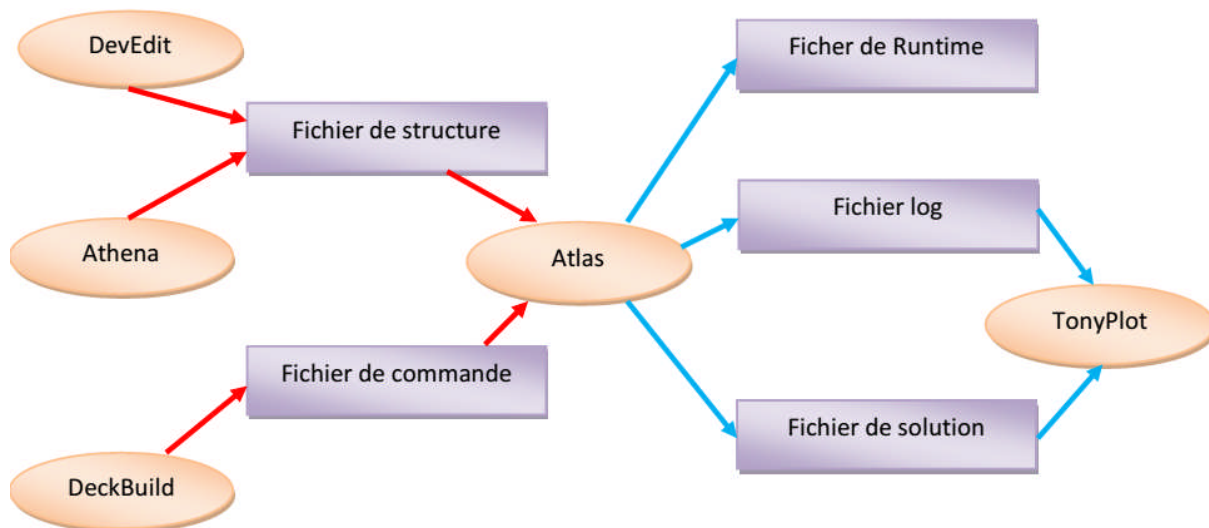 DevEdit
Ficher de Runtime
Fichier de structure
Fichier log
Athena
Atlas
TonyPlot
Fichier de commande
Fichier de solution
DeckBuild